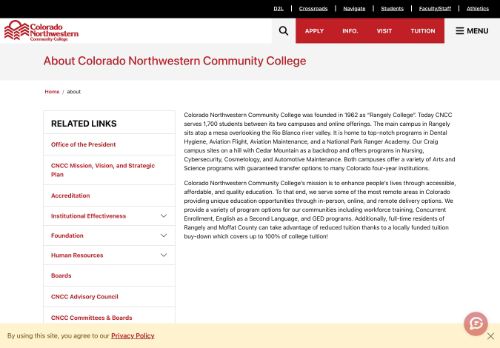 D2L | Crossroads | Navigate | Students | Faculty/Staff | Athletics
Colorado
Northwestern
Community College
APPLY INFO. VISIT TUITION MENU
About Colorado Northwestern Community College
Home / about
RELATED LINKS
Office of the President
CNCC Mission, Vision, and Strategic
Plan
Accreditation
Institutional Effectiveness
Foundation
Human Resources
Boards
CNCC Advisory Council
CNCC Committees & Boards
Colorado Northwestern Community College was founded in 1962 as "Rangely College". Today CNCC
serves 1,700 students between its two campuses and online offerings. The main campus in Rangely
sits atop a mesa overlooking the Rio Blanco river valley. It is home to top-notch programs in Dental
Hygiene, Aviation Flight, Aviation Maintenance, and a National Park Ranger Academy. Our Craig
campus sites on a hill with Cedar Mountain as a backdrop and offers programs in Nursing,
Cybersecurity, Cosmetology, and Automotive Maintenance. Both campuses offer a variety of Arts and
Science programs with guaranteed transfer options to many Colorado four-year institutions.
Colorado Northwestern Community College's mission is to enhance people's lives through accessible,
affordable, and quality education. To that end, we serve some of the most remote areas in Colorado
providing unique education opportunities through in-person, online, and remote delivery options. We
provide a variety of program options for our communities including workforce training, Concurrent
Enrollment, English as a Second Language, and GED programs. Additionally, full-time residents of
Rangely and Moffat County can take advantage of reduced tuition thanks to a locally funded tuition
buy-down which covers up to 100% of college tuition!
By using this site, you agree to our Privacy Policy